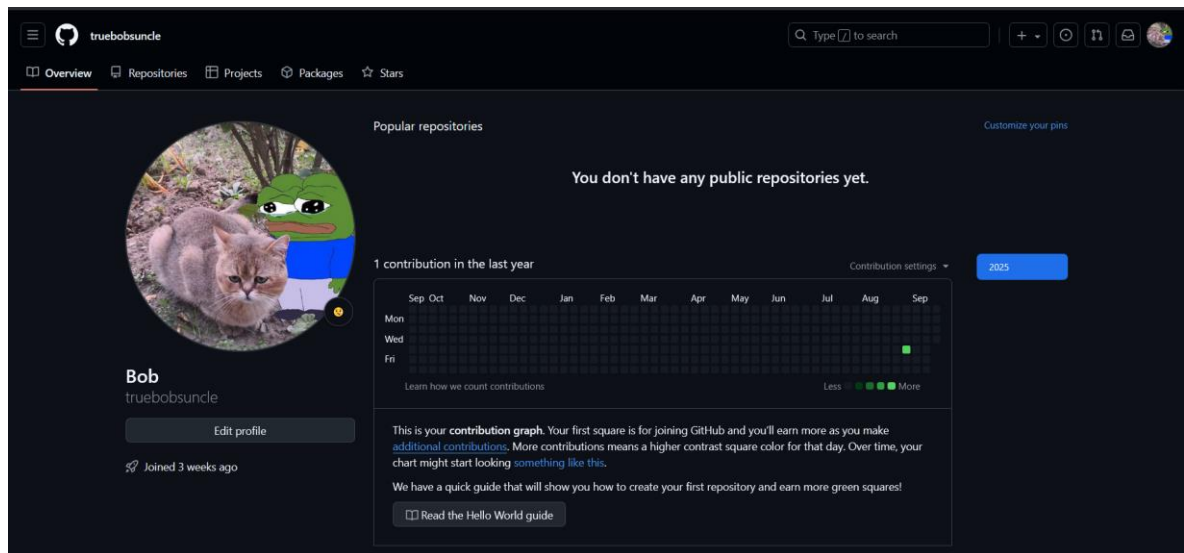 truebobsuncle
Type / to search
Overview
Repositories
Projects
Packages
Stars
Popular repositories
Customize your pins
You don't have any public repositories yet.
1 contribution in the last year
Contribution settings
2025
Sep Oct Nov Dec Jan Feb Mar Apr May Jun Jul Aug Sep
Mon
Wed
Fri
Learn how we count contributions
Less More
Bob
truebobsuncle
Edit profile
Joined 3 weeks ago
This is your contribution graph. Your first square is for joining GitHub and you'll earn more as you make
additional contributions. More contributions means a higher contrast square color for that day. Over time, your
chart might start looking something like this.
We have a quick guide that will show you how to create your first repository and earn more green squares!
Read the Hello World guide